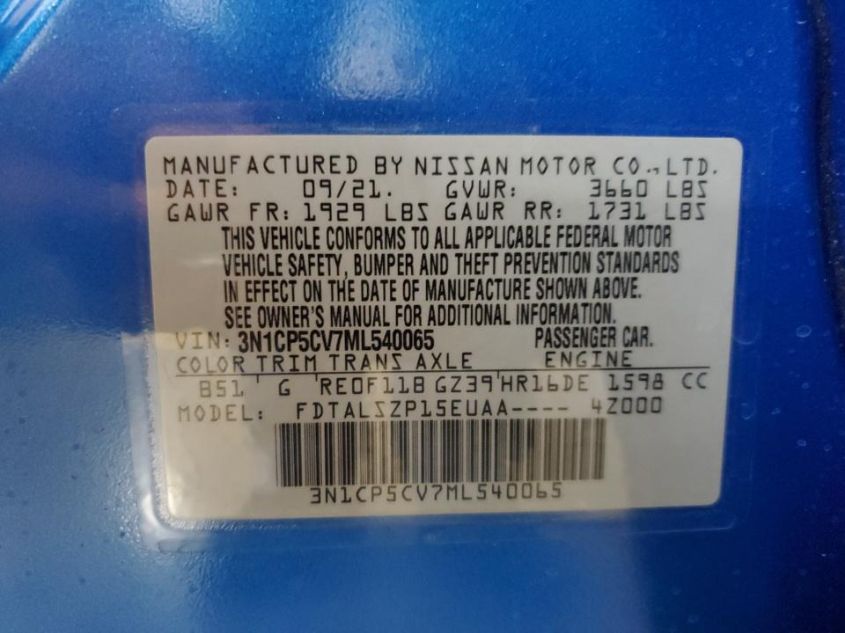 MANUFACTURED BY NISSAN MOTOR CO.,LTD.
DATE: 09/21. GVWR: 3660 LBS
GAWR FR: 1929 LBS GAWR RR: 1731 LBS
THIS VEHICLE CONFORMS TO ALL APPLICABLE FEDERAL MOTOR
VEHICLE SAFETY, BUMPER AND THEFT PREVENTION STANDARDS
IN EFFECT ON THE DATE OF MANUFACTURE SHOWN ABOVE.
SEE OWNER'S MANUAL FOR ADDITIONAL INFORMATION.
VIN: 3N1CP5CV7ML540065 PASSENGER CAR.
COLOR TRIM TRANS AXLE ENGINE
B51 G RE0F11B GZ39 HR16DE 1598 CC
MODEL: FDTALSZP15EUAA---- 4Z000
3N1CP5CV7ML540065